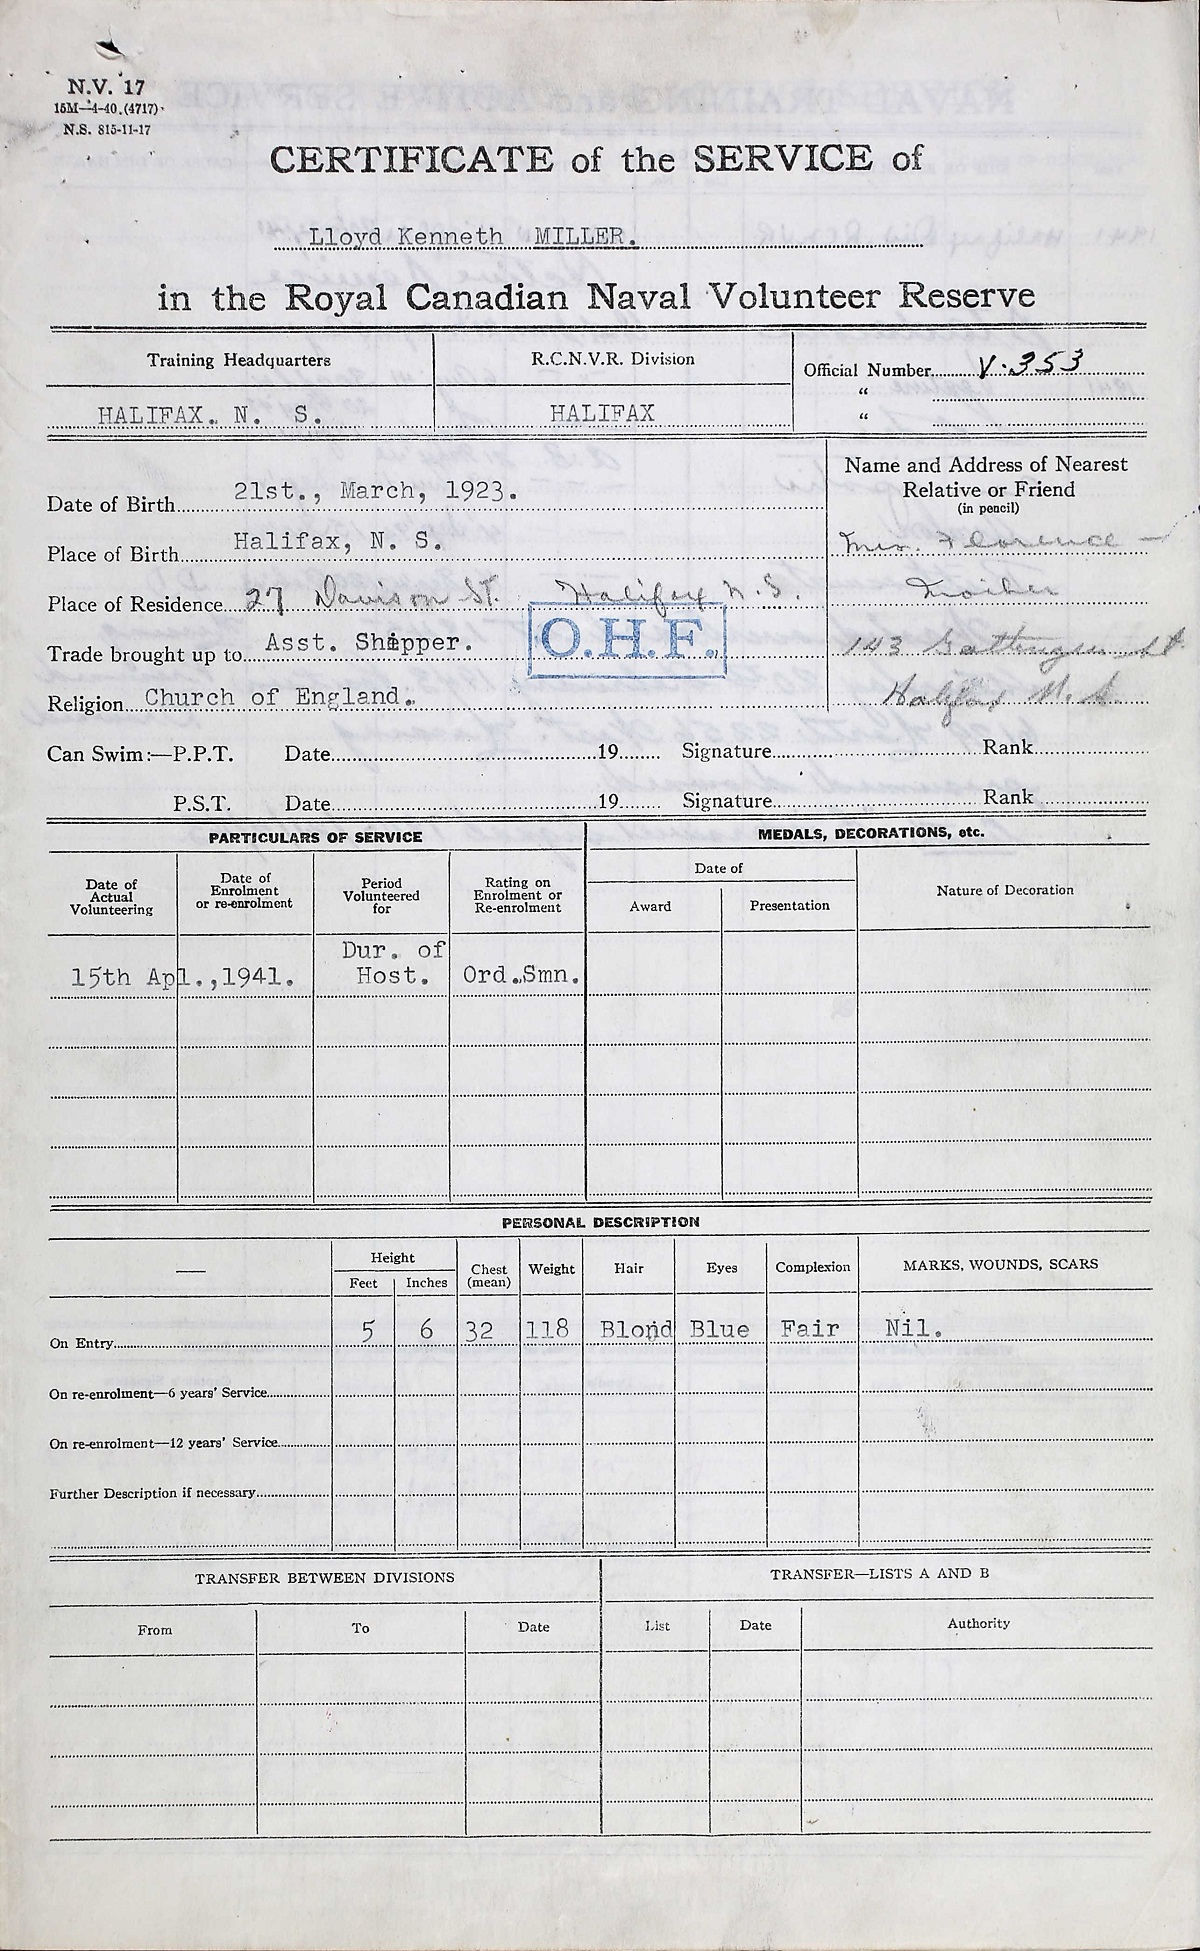 N.V. 17
15M—4-40. (4717)
N.S. 815-11-17
CERTIFICATE of the SERVICE of
Lloyd Kenneth MILLER.
in the Royal Canadian Naval Volunteer Reserve
Training Headquarters
R.C.N.V.R. Division
Official Number V.353
HALIFAX. N. S.
HALIFAX
“
“
Date of Birth 21st., March, 1923.
Place of Birth Halifax, N. S.
Place of Residence 27 Davison St. Halifax N.S.
Trade brought up to Asst. Shipper.
Religion Church of England.
O.H.F.
Name and Address of Nearest
Relative or Friend
(in pencil)
Mrs. Florence —
Mother
143 Gottingen St
Halifax N.S.
Can Swim:—P.P.T. Date 19 Signature Rank
P.S.T. Date 19 Signature Rank
PARTICULARS OF SERVICE
MEDALS, DECORATIONS, etc.
Date of Actual Volunteering
Date of Enrolment or re-enrolment
Period Volunteered for
Rating on Enrolment or Re-enrolment
Date of
Award
Presentation
Nature of Decoration
Dur. of
15th Apl.,1941. Host. Ord.Smn.
PERSONAL DESCRIPTION
—
Height
Feet
Inches
Chest (mean)
Weight
Hair
Eyes
Complexion
MARKS, WOUNDS, SCARS
On Entry 5 6 32 118 Blond Blue Fair Nil.
On re-enrolment—6 years' Service
On re-enrolment—12 years' Service
Further Description if necessary
TRANSFER BETWEEN DIVISIONS
TRANSFER—LISTS A AND B
From To Date List Date Authority